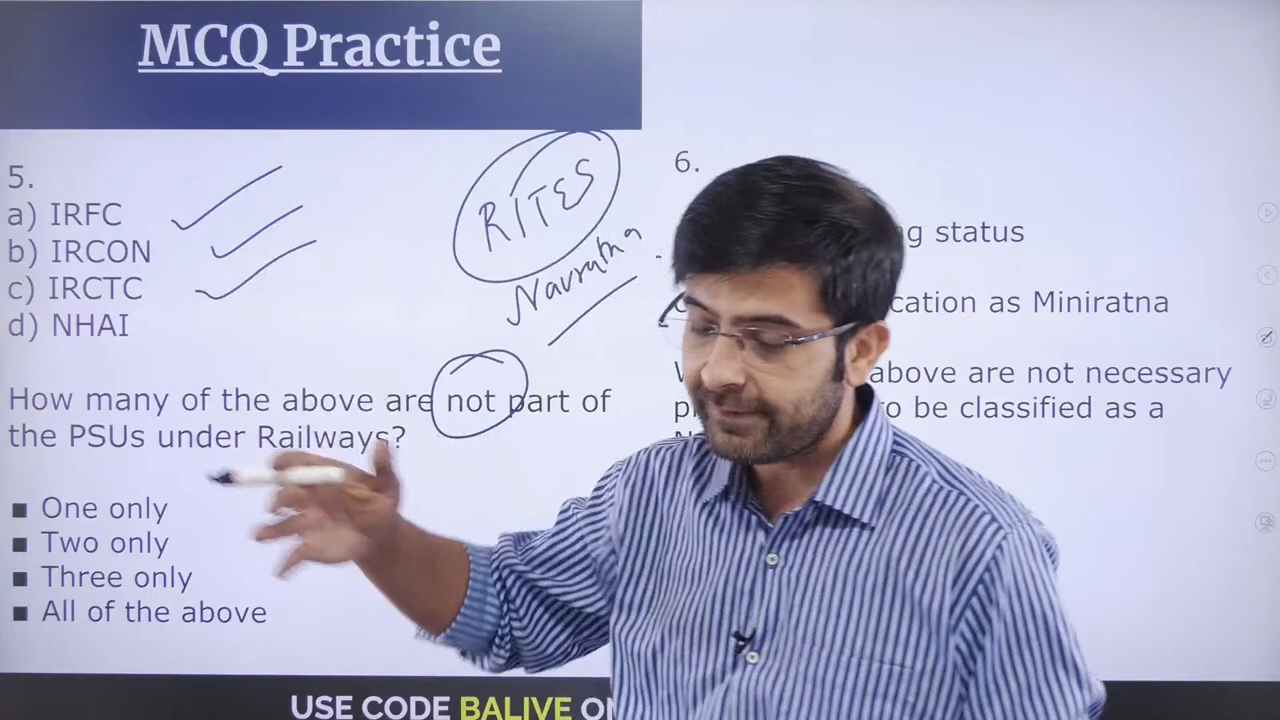 MCQ Practice
5.
a) IRFC
b) IRCON
c) IRCTC
d) NHAI
RITES
Navratna
How many of the above are not part of
the PSUs under Railways?
■ One only
■ Two only
■ Three only
■ All of the above
6.
status
as Miniratna
above are not necessary
be classified as a
USE CODE BALIVE